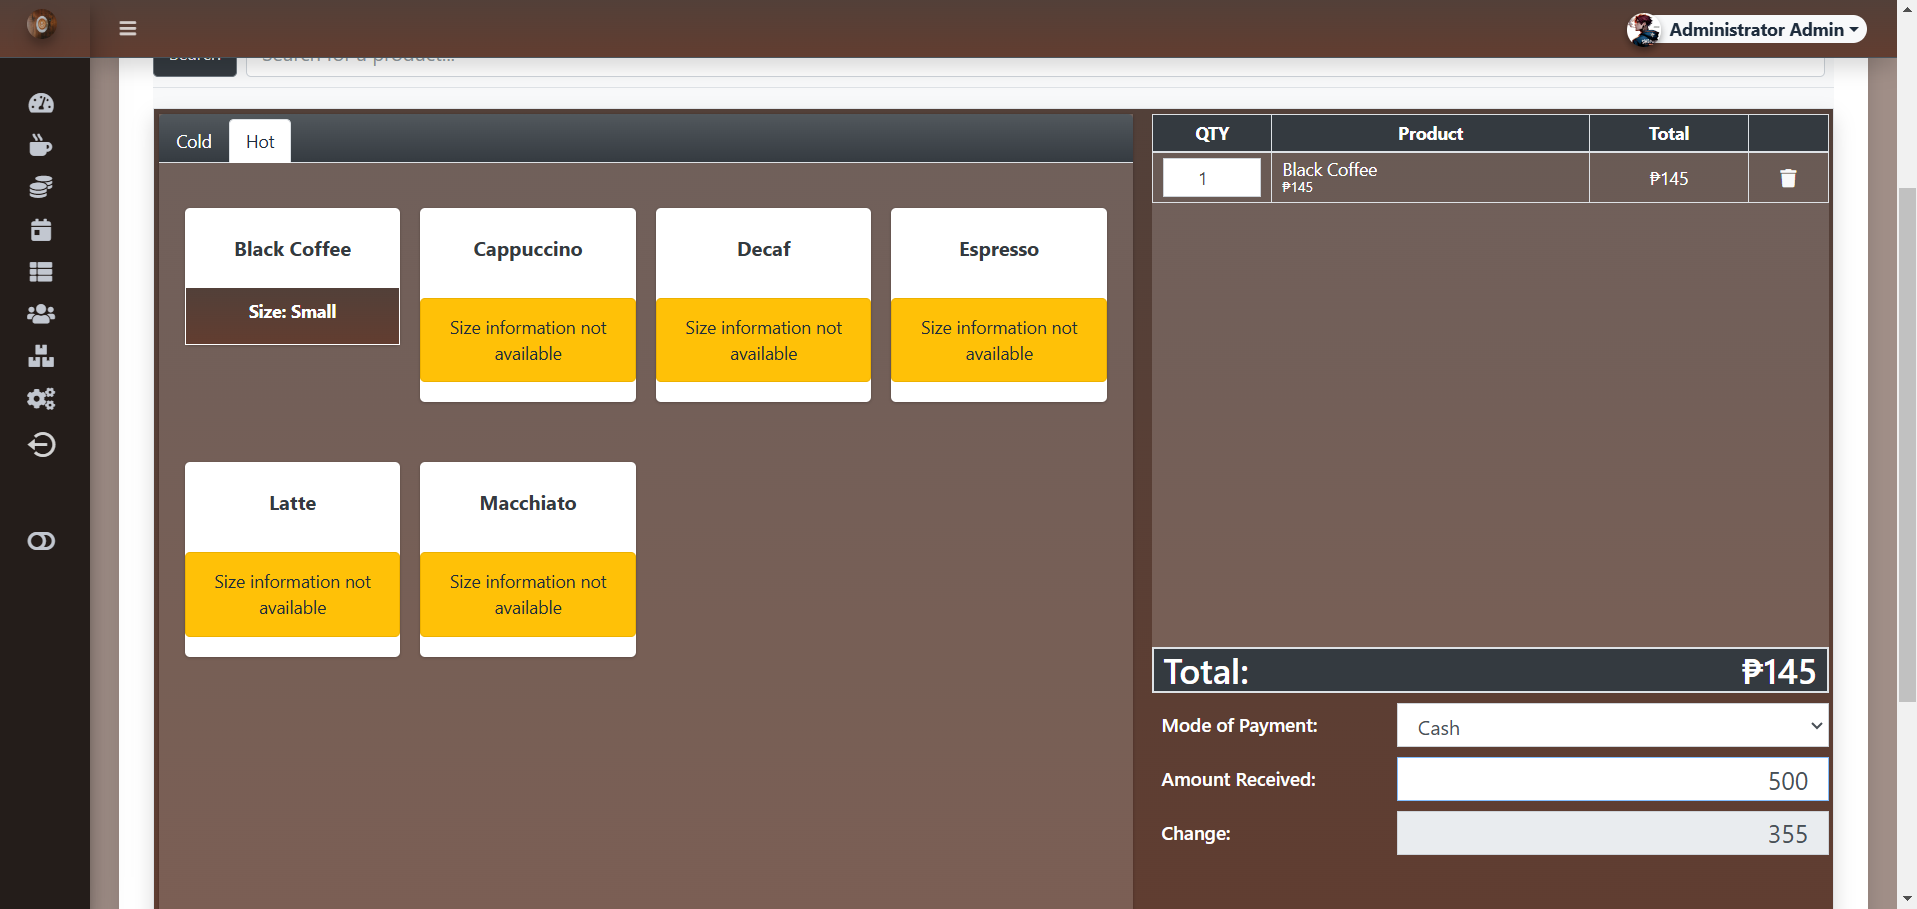 Administrator Admin
Search
Search for a product...
Cold
Hot
Black Coffee
Size: Small
Cappuccino
Size information not
available
Decaf
Size information not
available
Espresso
Size information not
available
Latte
Size information not
available
Macchiato
Size information not
available
QTY Product Total
1 Black Coffee ₱145
₱145
Total: ₱145
Mode of Payment: Cash
Amount Received: 500
Change: 355